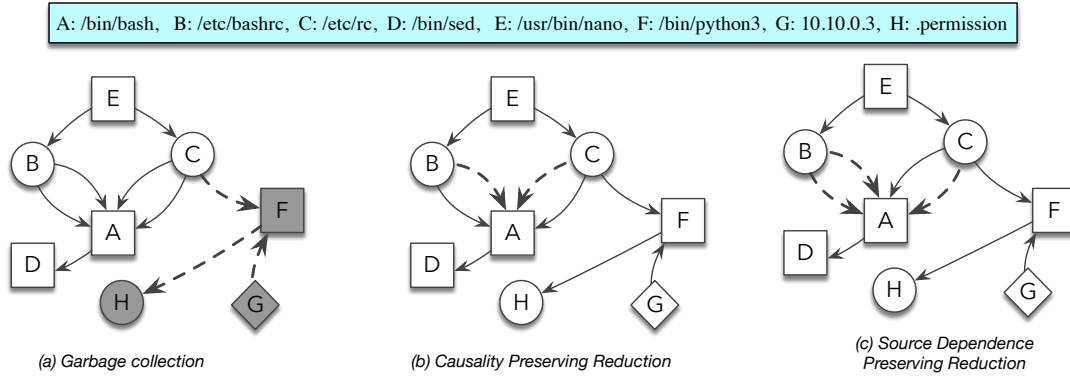 A: /bin/bash, B: /etc/bashrc, C: /etc/rc, D: /bin/sed, E: /usr/bin/nano, F: /bin/python3, G: 10.10.0.3, H: .permission
E
B
C
A
F
D
H
G
(a) Garbage collection
E
B
C
A
F
D
H
G
(b) Causality Preserving Reduction
E
B
C
A
F
D
H
G
(c) Source Dependence
Preserving Reduction